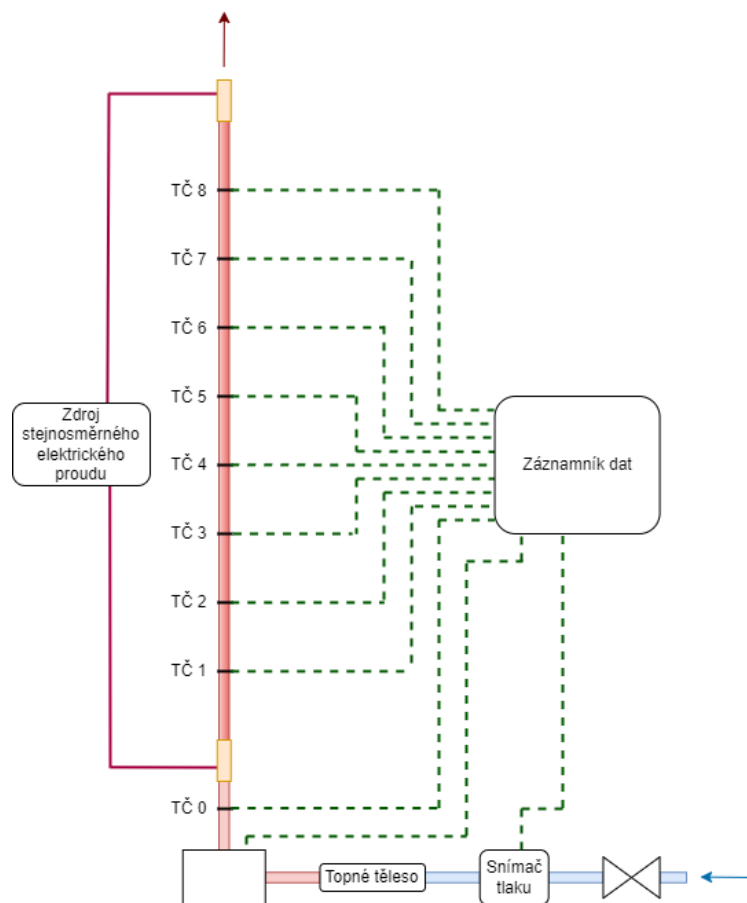 TČ 8
TČ 7
TČ 6
TČ 5
Zdroj
stejnosměrného
elektrického
proudu
TČ 4
Záznamník dat
TČ 3
TČ 2
TČ 1
TČ 0
Topné těleso
Snímač
tlaku